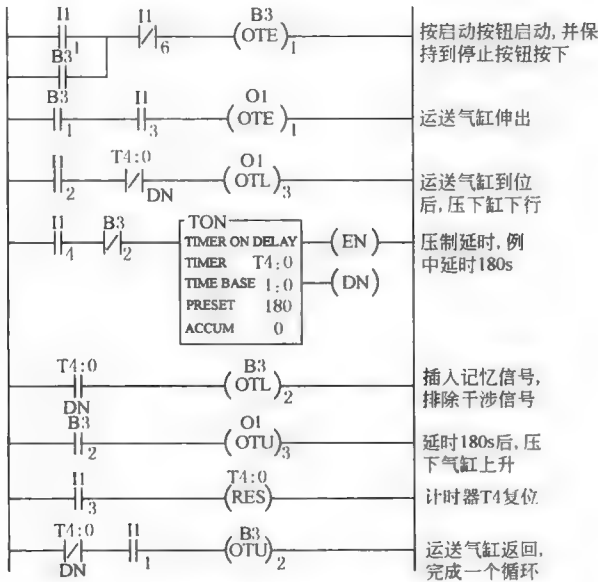 I1 I1 B3
1 6 (OTE) 1
B3
按启动按钮启动,并保
持到停止按钮按下
B3 I1 O1
1 3 (OTE) 1
运送气缸伸出
I1 T4:0 O1
2 DN (OTL) 3
运送气缸到位
后,压下缸下行
I1 B3
4 2
TON
TIMER ON DELAY (EN)
TIMER T4:0
TIME BASE 1:0 (DN)
PRESET 180
ACCUM 0
压制延时,例
中延时180s
T4:0 B3
DN (OTL) 2
插入记忆信号,
排除干涉信号
B3 O1
2 (OTU) 3
延时180s后,压
下气缸上升
I1 T4:0
3 (RES)
计时器T4复位
T4:0 I1 B3
DN 1 (OTU) 2
运送气缸返回,
完成一个循环